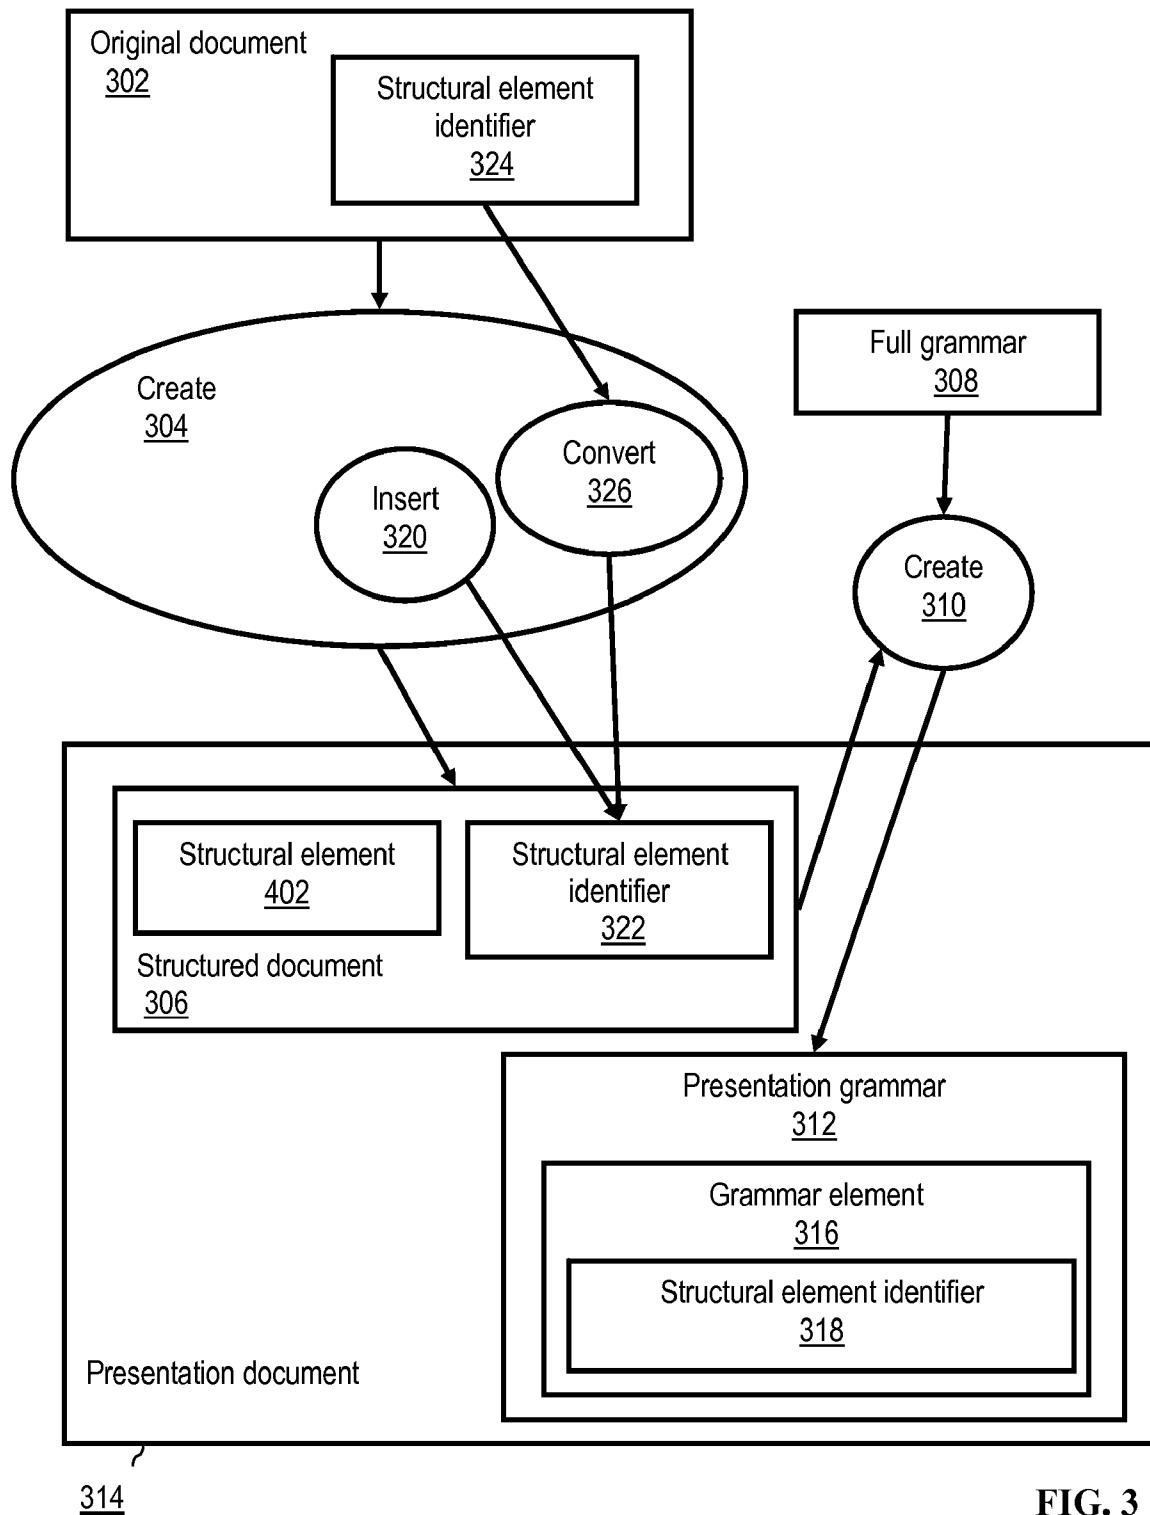 Original document
302
Structural element
identifier
324
Full grammar
308
Create
304
Convert
326
Insert
320
Create
310
Structural element
402
Structural element
identifier
322
Structured document
306
Presentation grammar
312
Grammar element
316
Structural element identifier
318
Presentation document
314
FIG. 3